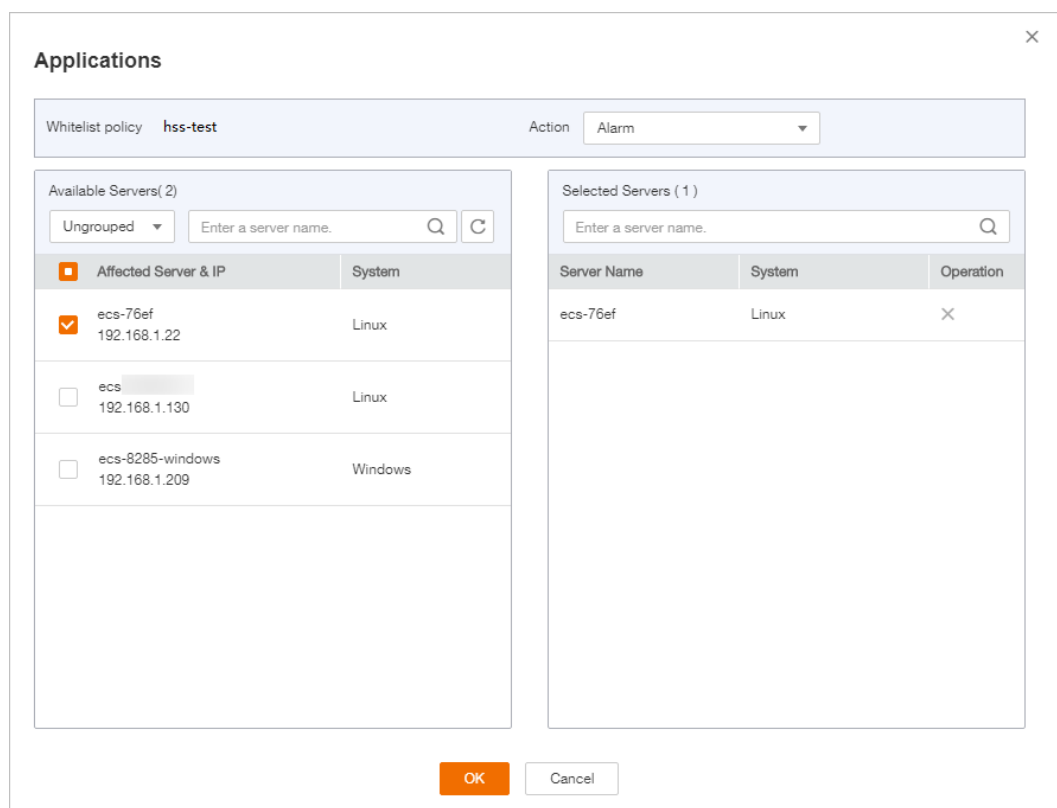 Applications
Whitelist policy hss-test Action Alarm
Available Servers( 2)
Ungrouped Enter a server name.
Affected Server & IP System
ecs-76ef
192.168.1.22
Linux
ecs
192.168.1.130
Linux
ecs-8285-windows
192.168.1.209
Windows
Selected Servers ( 1 )
Enter a server name.
Server Name System Operation
ecs-76ef Linux
OK Cancel